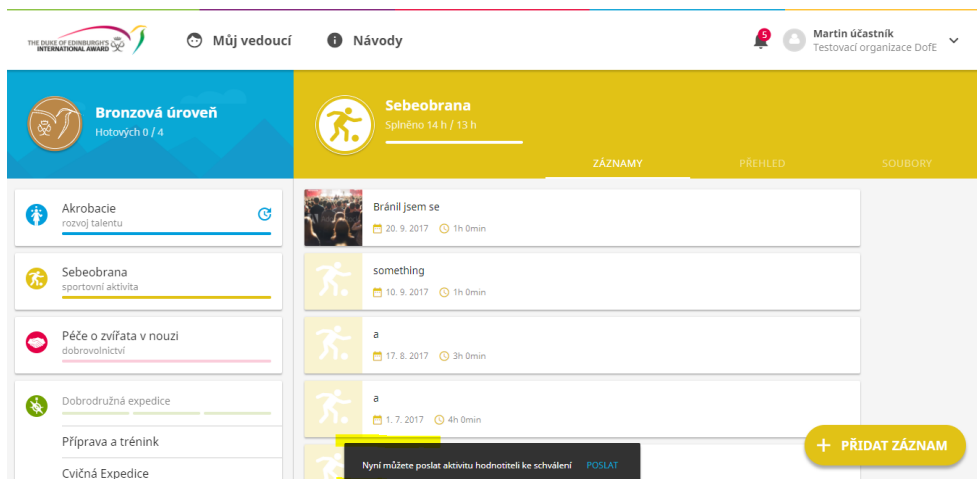 THE DUKE OF EDINBURGH'S
INTERNATIONAL AWARD
Můj vedoucí
i Návody
5
Martin účastník
Testovací organizace DofE
Bronzová úroveň
Hotových 0 / 4
Sebeobrana
Splněno 14 h / 13 h
ZÁZNAMY
PŘEHLED
SOUBORY
Akrobacie
rozvoj talentu
Sebeobrana
sportovní aktivita
Péče o zvířata v nouzi
dobrovolnictví
Dobrodružná expedice
Příprava a trénink
Cvičná Expedice
Bránil jsem se
20. 9. 2017 1h 0min
something
10. 9. 2017 1h 0min
a
17. 8. 2017 3h 0min
a
1. 7. 2017 4h 0min
+ PŘIDAT ZÁZNAM
Nyní můžete poslat aktivitu hodnotiteli ke schválení POSLAT